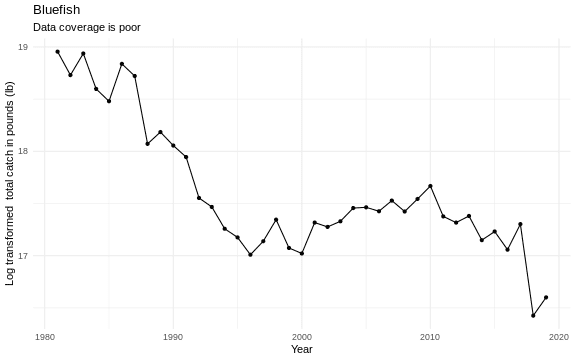 Bluefish
Data coverage is poor
Log transformed  total catch in pounds (lb)
19
18
17
1980
1990
2000
2010
2020
Year